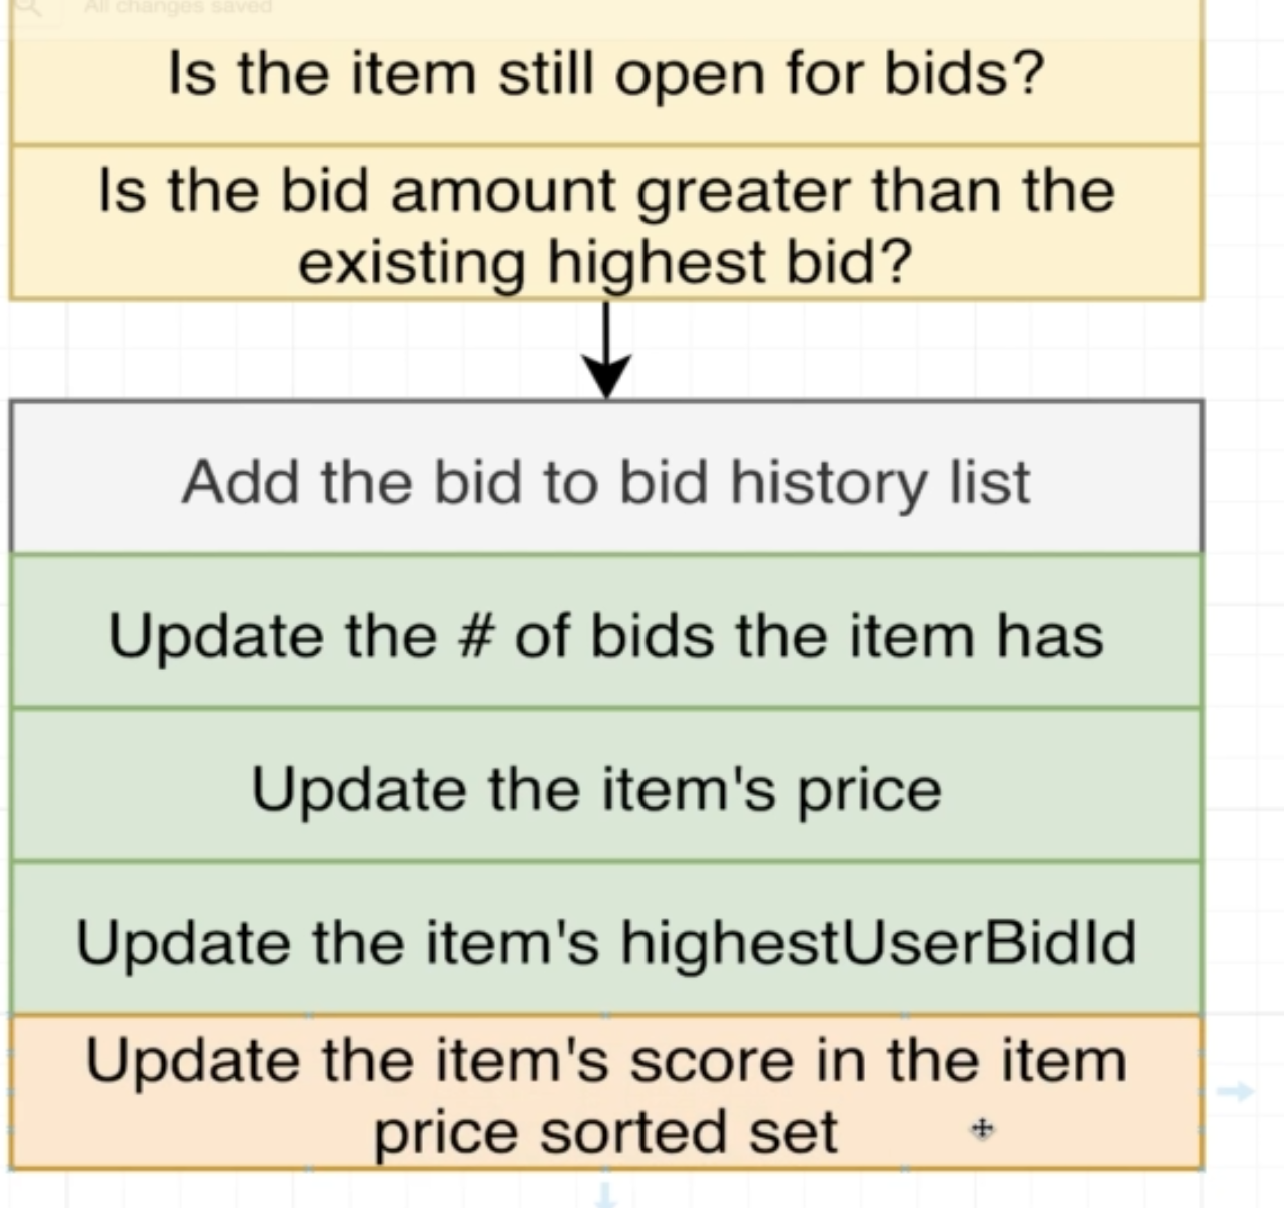 All changes saved
Is the item still open for bids?
Is the bid amount greater than the
existing highest bid?
Add the bid to bid history list
Update the # of bids the item has
Update the item's price
Update the item's highestUserBidId
Update the item's score in the item
price sorted set